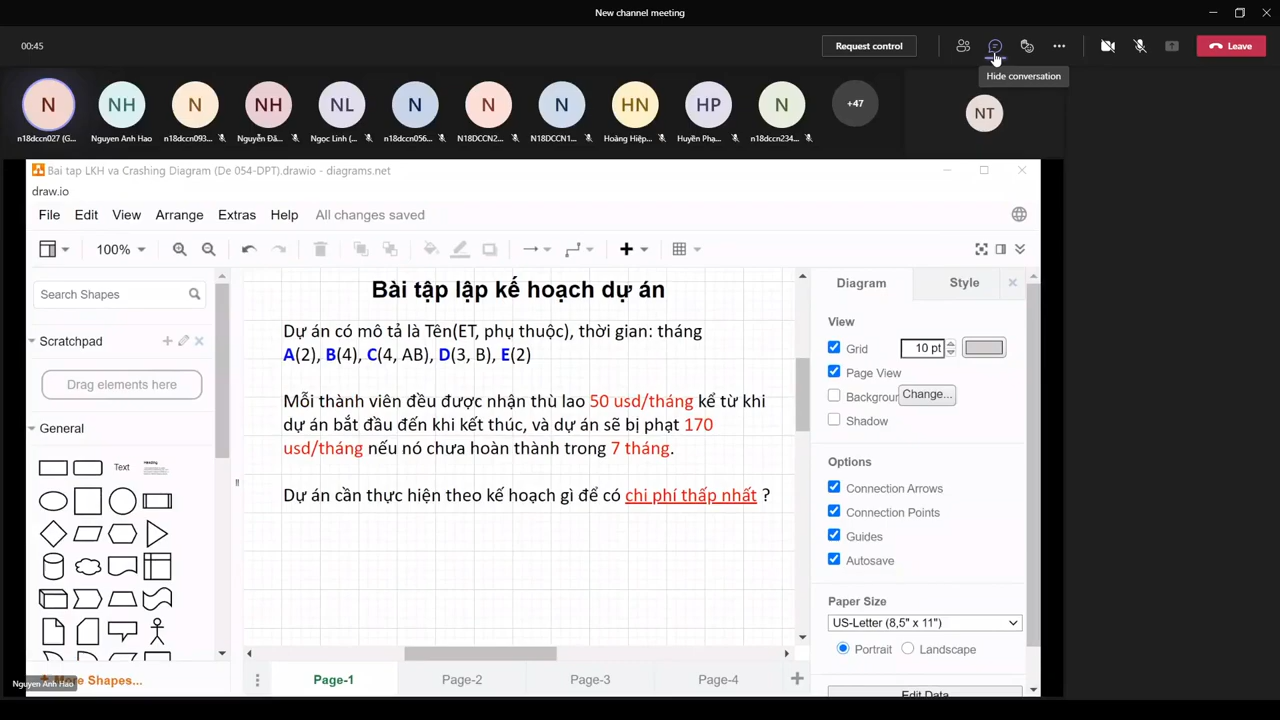 New channel meeting
00:45
Request control
Leave
Hide conversation
N
NH
N
NH
NL
N
N
N
HN
HP
N
+47
NT
n18dccn027 (G...
Nguyen Anh Hao
n18dccn093...
Nguyễn Đă...
Ngọc Linh (...
n18dccn056...
N18DCCN2...
N18DCCN1...
Hoàng Hiệp...
Huyền Phạ...
n18dccn234...
Bai tap LKH va Crashing Diagram (De 054-DPT).drawio - diagrams.net
draw.io
File Edit View Arrange Extras Help All changes saved
100%
Search Shapes
Scratchpad
Drag elements here
General
Text
Heading
More Shapes...
Nguyen Anh Hao
Bài tập lập kế hoạch dự án
Dự án có mô tả là Tên(ET, phụ thuộc), thời gian: tháng
A(2), B(4), C(4, AB), D(3, B), E(2)
Mỗi thành viên đều được nhận thù lao 50 usd/tháng kể từ khi
dự án bắt đầu đến khi kết thúc, và dự án sẽ bị phạt 170
usd/tháng nếu nó chưa hoàn thành trong 7 tháng.
Dự án cần thực hiện theo kế hoạch gì để có chi phí thấp nhất ?
Page-1 Page-2 Page-3 Page-4
Diagram Style
View
Grid 10 pt
Page View
Backgroun Change...
Shadow
Options
Connection Arrows
Connection Points
Guides
Autosave
Paper Size
US-Letter (8,5" x 11")
Portrait Landscape
Edit Data